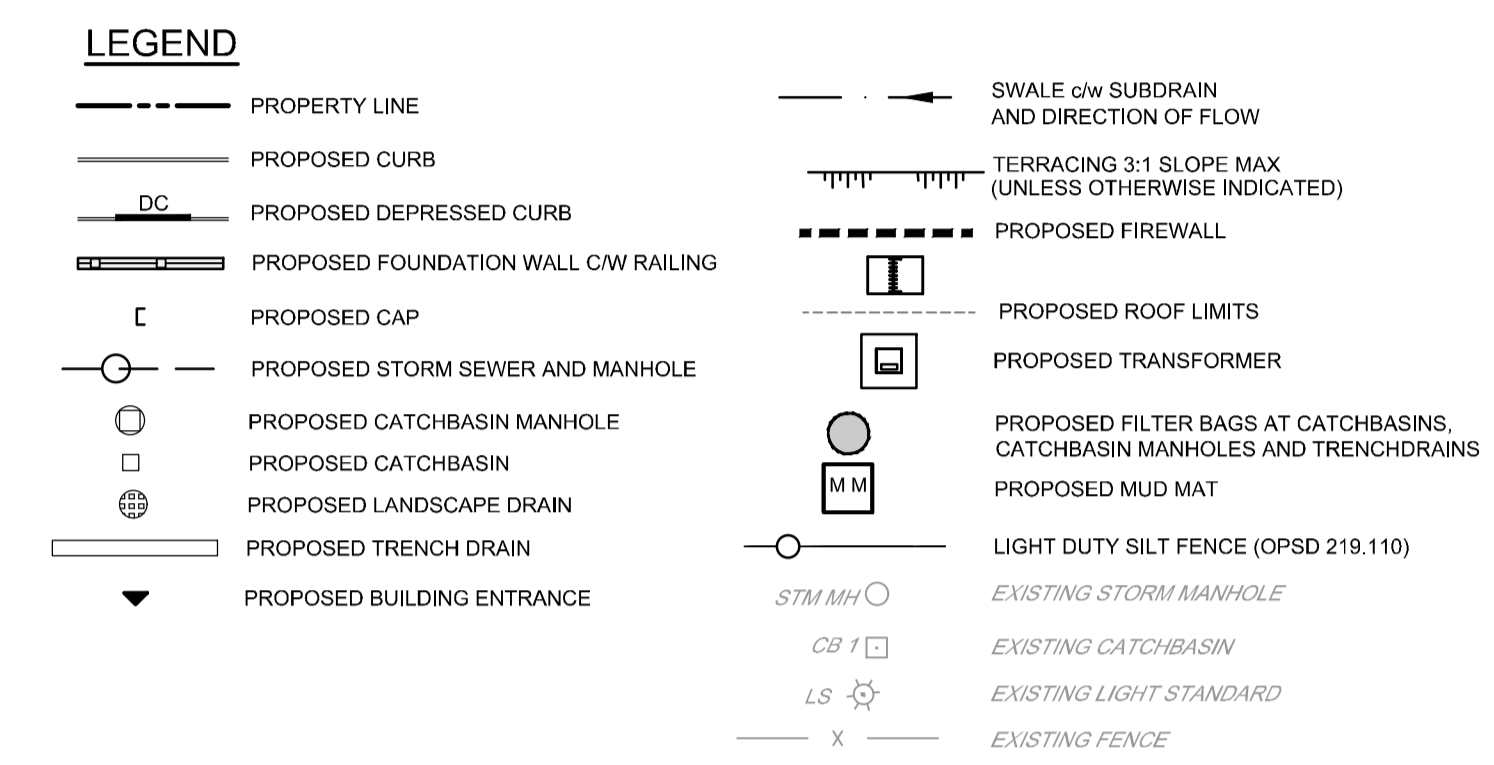 LEGEND
PROPERTY LINE
PROPOSED CURB
DC PROPOSED DEPRESSED CURB
PROPOSED FOUNDATION WALL C/W RAILING
PROPOSED CAP
PROPOSED STORM SEWER AND MANHOLE
PROPOSED CATCHBASIN MANHOLE
PROPOSED CATCHBASIN
PROPOSED LANDSCAPE DRAIN
PROPOSED TRENCH DRAIN
PROPOSED BUILDING ENTRANCE
SWALE c/w SUBDRAIN
AND DIRECTION OF FLOW
TERRACING 3:1 SLOPE MAX
(UNLESS OTHERWISE INDICATED)
PROPOSED FIREWALL
PROPOSED ROOF LIMITS
PROPOSED TRANSFORMER
PROPOSED FILTER BAGS AT CATCHBASINS,
CATCHBASIN MANHOLES AND TRENCHDRAINS
M M PROPOSED MUD MAT
LIGHT DUTY SILT FENCE (OPSD 219.110)
STM MH EXISTING STORM MANHOLE
CB 1 EXISTING CATCHBASIN
LS EXISTING LIGHT STANDARD
X EXISTING FENCE